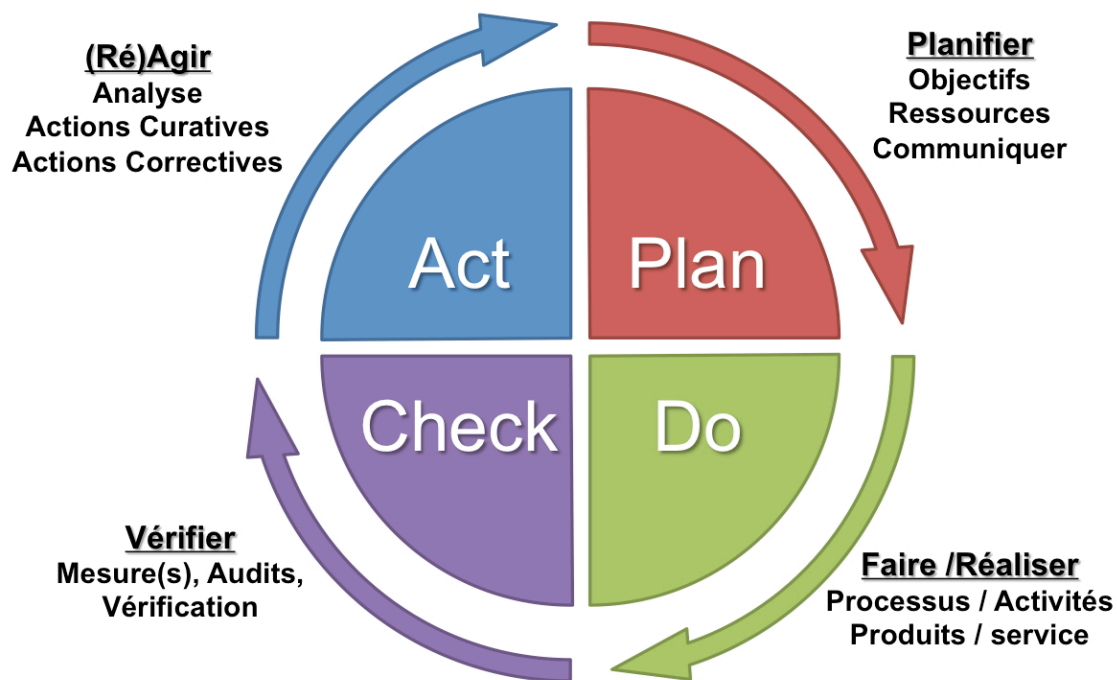 (Ré)Agir
Analyse
Actions Curatives
Actions Correctives
Planifier
Objectifs
Ressources
Communiquer
Act
Plan
Check
Do
Vérifier
Mesure(s), Audits,
Vérification
Faire /Réaliser
Processus / Activités
Produits / service